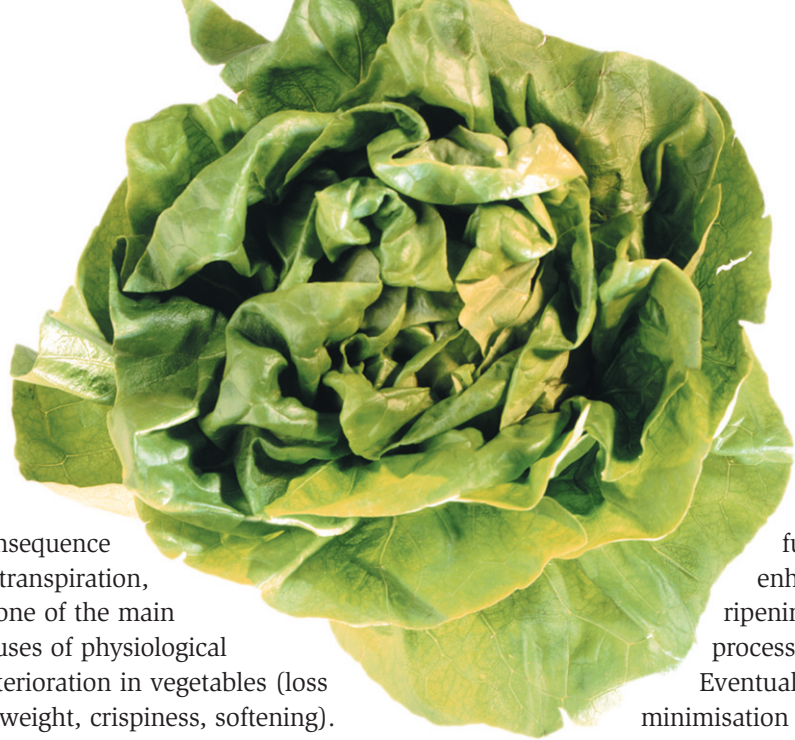 nsequence
transpiration,
one of the main
uses of physiological
terioration in vegetables (loss
weight, crispiness, softening).
fu
enh
ripenin
process
Eventual
minimisation